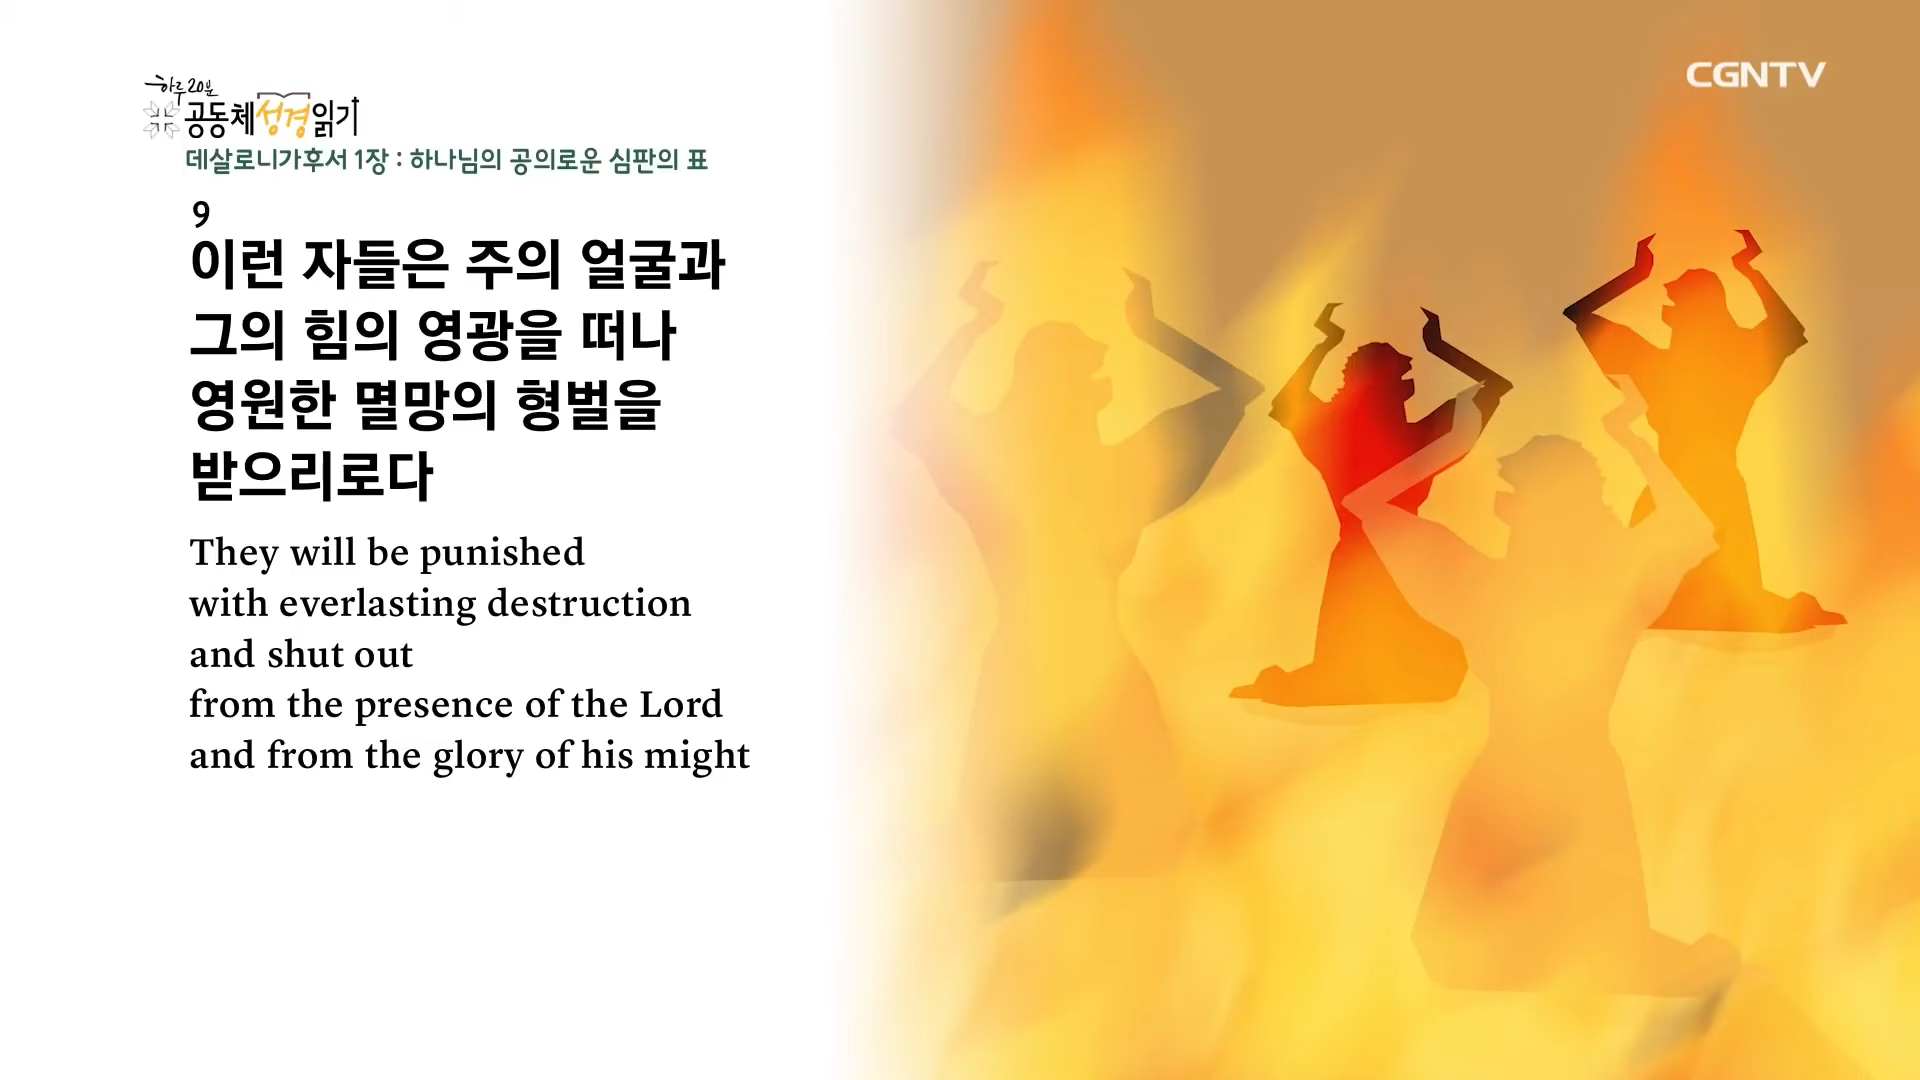 하루 20분
공동체성경읽기
CGNTV
데살로니가후서 1장 : 하나님의 공의로운 심판의 표
9
이런 자들은 주의 얼굴과
그의 힘의 영광을 떠나
영원한 멸망의 형벌을
받으리로다
They will be punished
with everlasting destruction
and shut out
from the presence of the Lord
and from the glory of his might